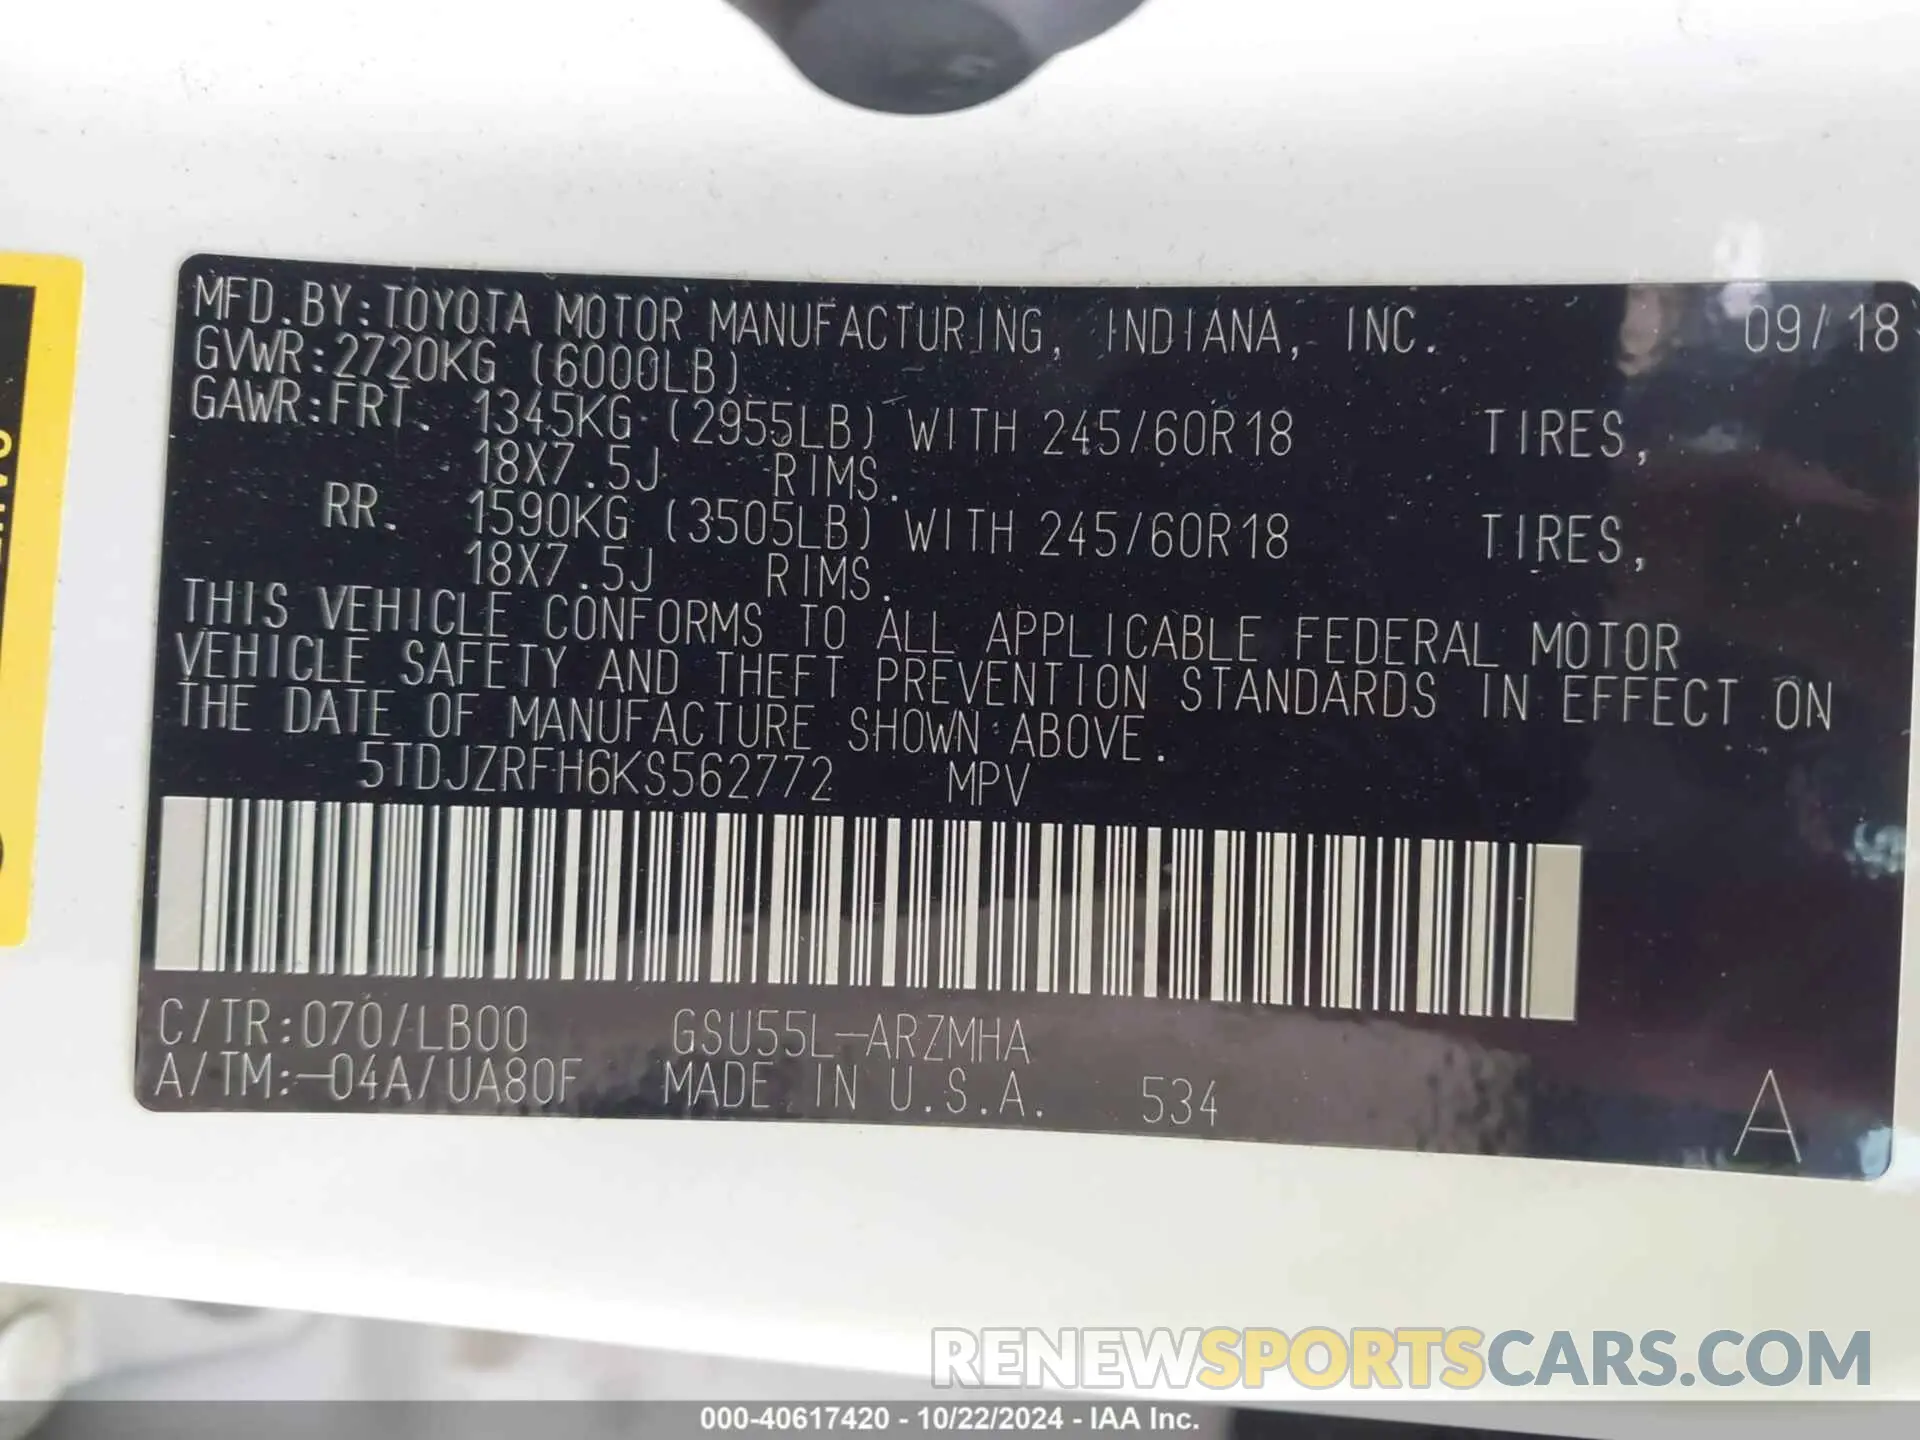 MFD.BY:TOYOTA MOTOR MANUFACTURING, INDIANA, INC. 09/18
GVWR:2720KG (6000LB)
GAWR:FRT. 1345KG (2955LB) WITH 245/60R18 TIRES,
18X7.5J RIMS.
RR. 1590KG (3505LB) WITH 245/60R18 TIRES,
18X7.5J RIMS.
THIS VEHICLE CONFORMS TO ALL APPLICABLE FEDERAL MOTOR
VEHICLE SAFETY AND THEFT PREVENTION STANDARDS IN EFFECT ON
THE DATE OF MANUFACTURE SHOWN ABOVE.
5TDJZRFH6KS562772 MPV
C/TR:070/LB00 GSU55L-ARZMHA
A/TM:-04A/UA80F MADE IN U.S.A. 534 A
RENEWSPORTSCARS.COM
000-40617420 - 10/22/2024 - IAA Inc.